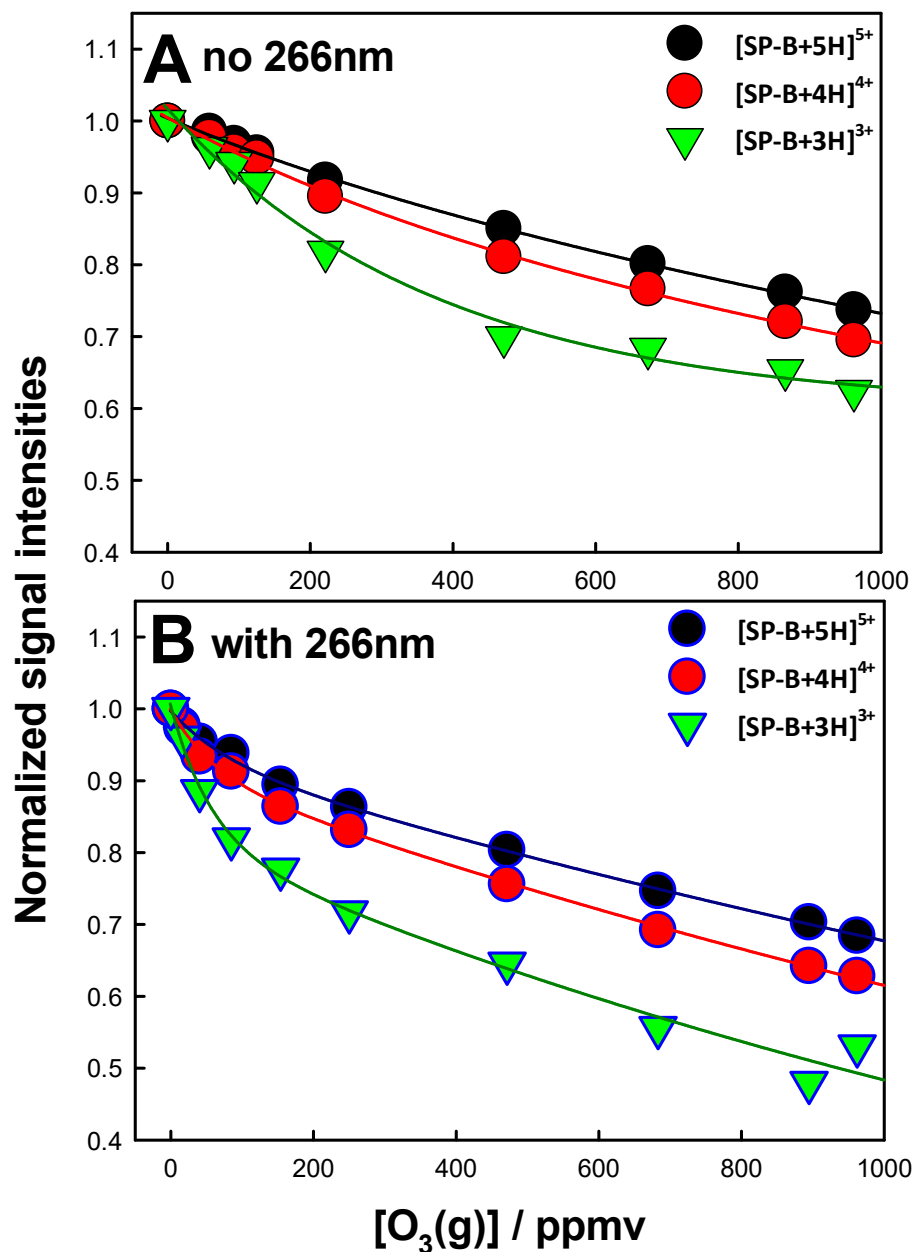 Normalized signal intensities
A no 266nm
[SP-B+5H]⁵⁺
[SP-B+4H]⁴⁺
[SP-B+3H]³⁺
1.1
1.0
0.9
0.8
0.7
0.6
0.5
0.4
0 200 400 600 800 1000
B with 266nm
[SP-B+5H]⁵⁺
[SP-B+4H]⁴⁺
[SP-B+3H]³⁺
1.1
1.0
0.9
0.8
0.7
0.6
0.5
0.4
0 200 400 600 800 1000
[O₃(g)] / ppmv